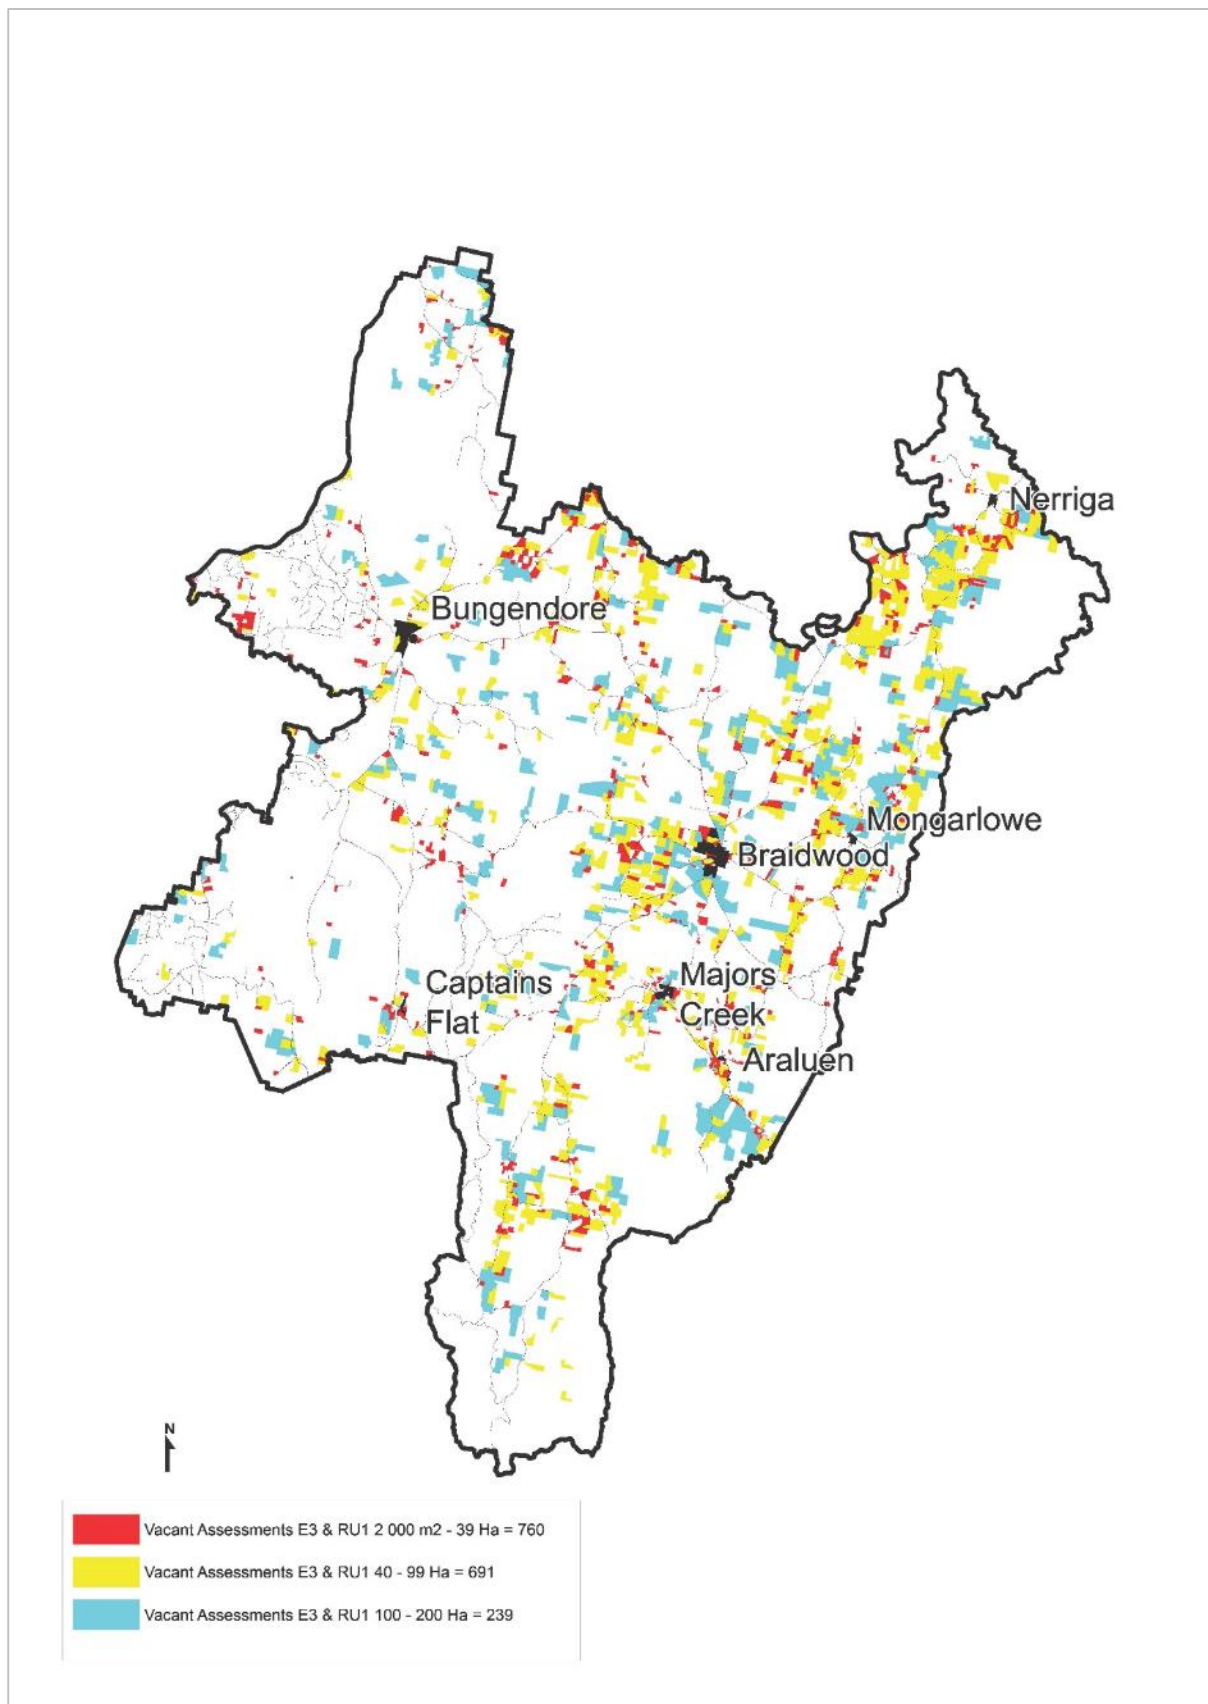 Nerriga
Bungendore
Mongarlowe
Braidwood
Captains
Flat
Majors
Creek
Araluen
N
Vacant Assessments E3 & RU1 2 000 m2 - 39 Ha = 760
Vacant Assessments E3 & RU1 40 - 99 Ha = 691
Vacant Assessments E3 & RU1 100 - 200 Ha = 239